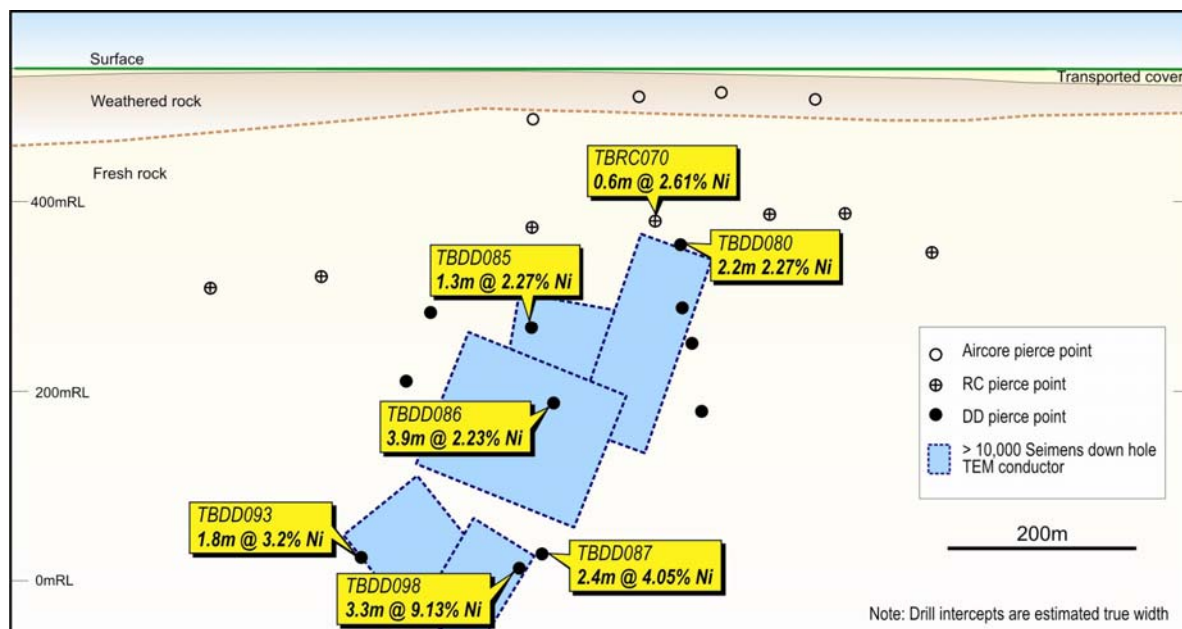 Surface
Transported cover
Weathered rock
TBRC070
0.6m @ 2.61% Ni
Fresh rock
400mRL
TBDD080
2.2m 2.27% Ni
TBDD085
1.3m @ 2.27% Ni
Aircore pierce point
RC pierce point
DD pierce point
> 10,000 Seimens down hole
TEM conductor
200mRL
TBDD086
3.9m @ 2.23% Ni
TBDD093
1.8m @ 3.2% Ni
200m
TBDD087
2.4m @ 4.05% Ni
0mRL
TBDD098
3.3m @ 9.13% Ni
Note: Drill intercepts are estimated true width